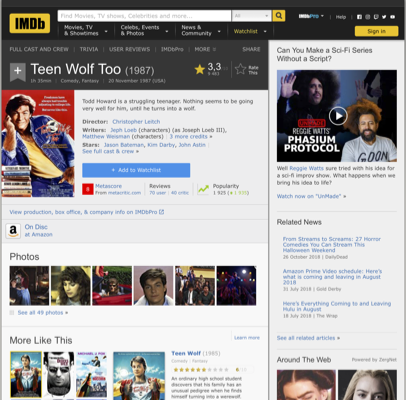 IMDb
Find Movies, TV shows, Celebrities and more...
All
IMDbPro
Help
Movies, TV & Showtimes
Celebs, Events & Photos
News & Community
Watchlist
Sign in
FULL CAST AND CREW | TRIVIA | USER REVIEWS | IMDbPro | MORE
SHARE
Teen Wolf Too (1987)
1h 35min | Comedy, Fantasy | 20 November 1987 (USA)
3,3
Rate This
Todd Howard is a struggling teenager. Nothing seems to be going very well for him, until he turns into a wolf.
Director: Christopher Leitch
Writers: Jeph Loeb (characters) (as Joseph Loeb III),
Matthew Weisman (characters) | 3 more credits »
Stars: Jason Bateman, Kim Darby, John Astin |
See full cast & crew »
+ Add to Watchlist
8
Metascore
From metacritic.com
Reviews
70 user | 40 critic
Popularity
View production, box office, & company info on IMDbPro
a
On Disc
at Amazon
Photos
See all 49 photos »
More Like This
Learn more
Teen Wolf (1985)
Comedy | Fantasy
An ordinary high school student discovers that his family has an unusual pedigree when he finds himself turning into a werewolf.
Can You Make a Sci-Fi Series Without a Script?
REGGIE WATTS'
PHASIUM
PROTOCOL
Well Reggie Watts sure tried with his idea for a sci-fi improv show. What happens when we bring his idea to life?
Watch now on "UnMade" »
Related News
From Streams to Screams: 27 Horror Comedies You Can Stream This Halloween Weekend
26 October 2018 | DailyDead
Amazon Prime Video schedule: Here's what is coming and leaving in August 2018
31 July 2018 | Gold Derby
Here's Everything Coming to and Leaving Hulu in August
18 July 2018 | The Wrap
See all related articles »
Around The Web
Powered by ZergNet